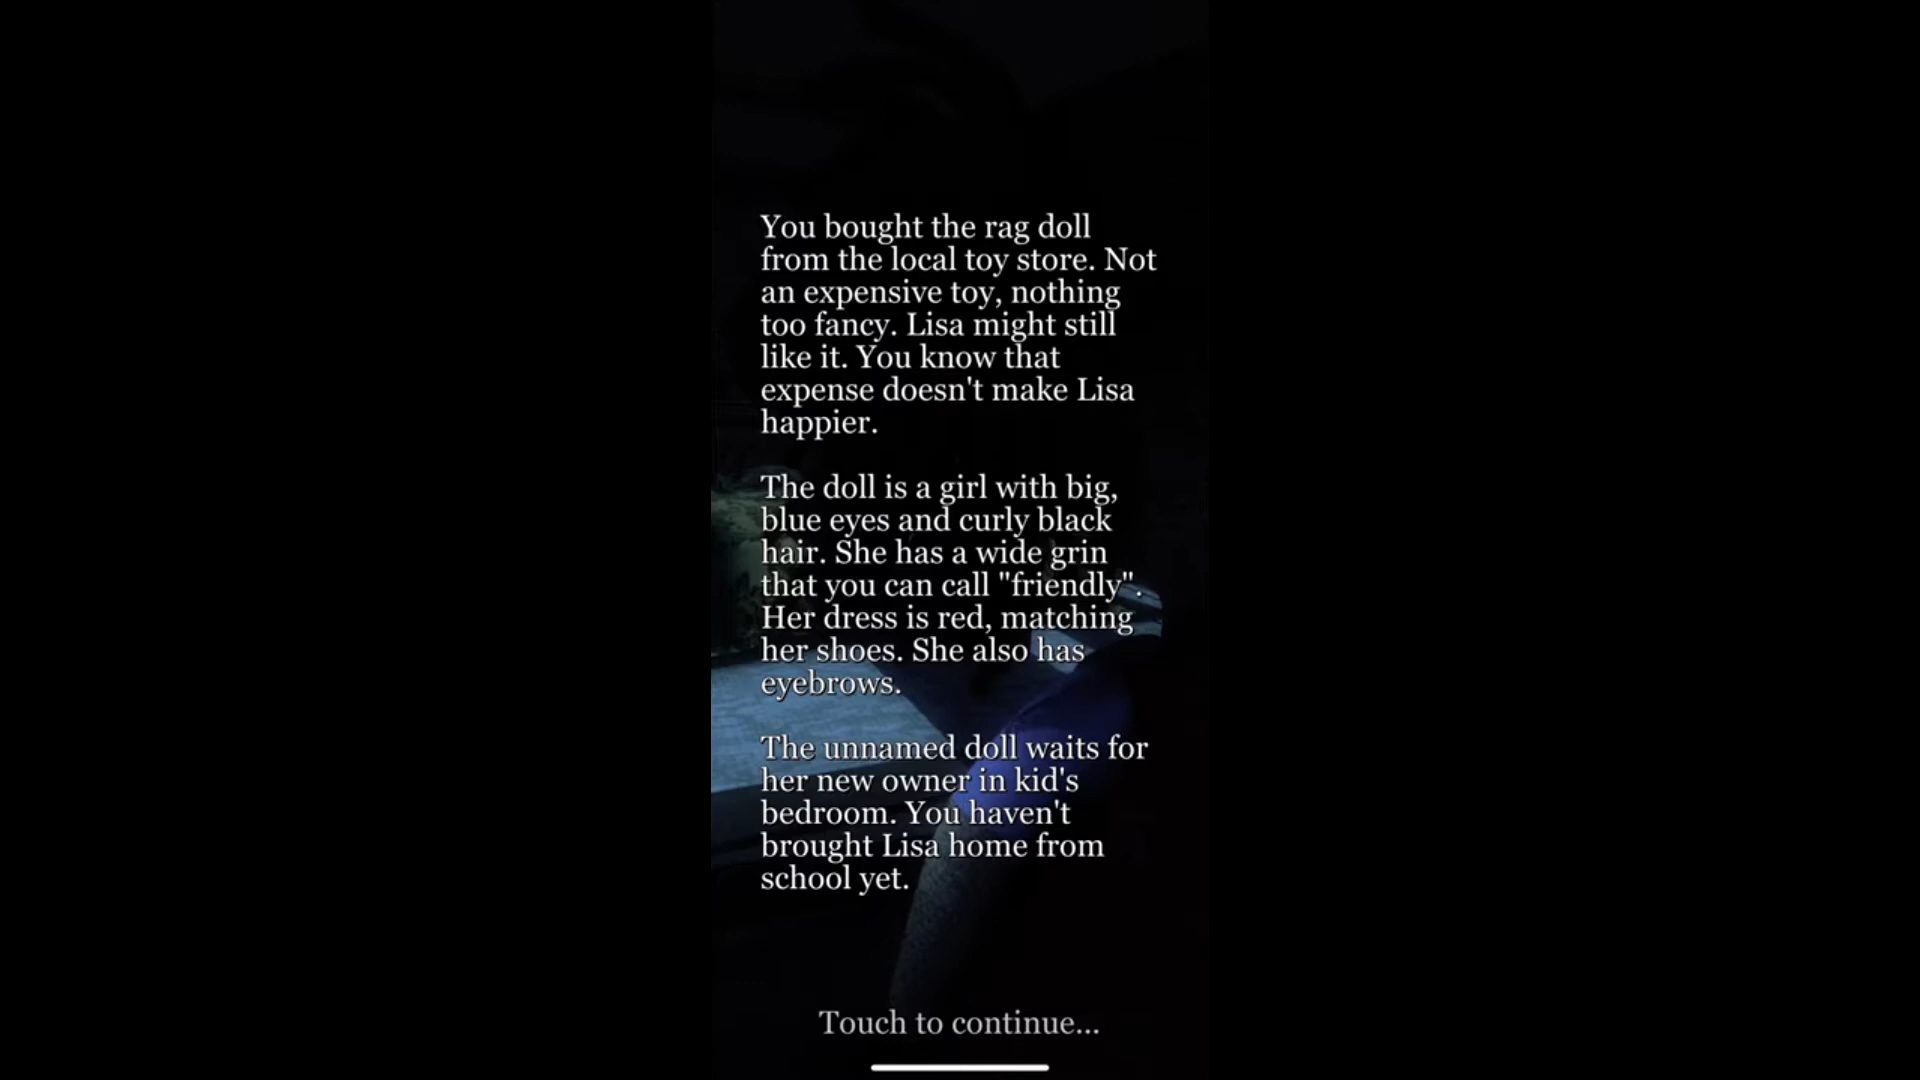 You bought the rag doll
from the local toy store. Not
an expensive toy, nothing
too fancy. Lisa might still
like it. You know that
expense doesn't make Lisa
happier.
The doll is a girl with big,
blue eyes and curly black
hair. She has a wide grin
that you can call "friendly".
Her dress is red, matching
her shoes. She also has
eyebrows.
The unnamed doll waits for
her new owner in kid's
bedroom. You haven't
brought Lisa home from
school yet.
Touch to continue...